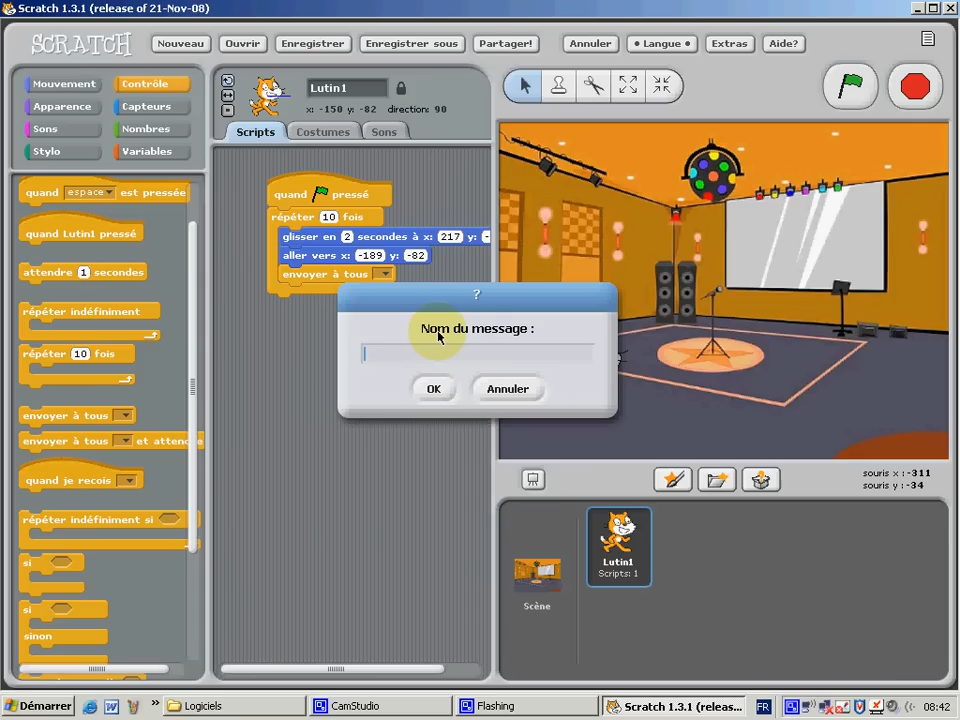 Scratch 1.3.1 (release of 21-Nov-08)
SCRATCH
Nouveau
Ouvrir
Enregistrer
Enregistrer sous
Partager!
Annuler
• Langue •
Extras
Aide?
Mouvement
Contrôle
Apparence
Capteurs
Sons
Nombres
Stylo
Variables
Lutin1
x: -150 y: -82 direction: 90
Scripts
Costumes
Sons
quand espace est pressée
quand Lutin1 pressé
attendre 1 secondes
répéter indéfiniment
répéter 10 fois
envoyer à tous
envoyer à tous et attende
quand je recois
répéter indéfiniment si
si
si
sinon
quand pressé
répéter 10 fois
glisser en 2 secondes à x: 217 y: -
aller vers x: -189 y: -82
envoyer à tous
?
Nom du message :
OK
Annuler
souris x : -311
souris y : -34
Lutin1
Scripts: 1
Scène
Démarrer
»
Logiciels
CamStudio
Flashing
Scratch 1.3.1 (releas...
FR
08:42